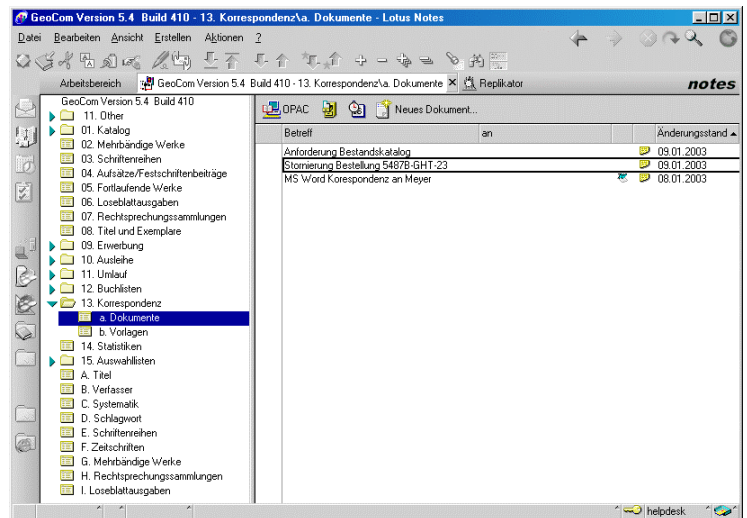 GeoCom Version 5.4 Build 410 - 13. Korrespondenz\a. Dokumente - Lotus Notes
Datei Bearbeiten Ansicht Erstellen Aktionen ?
Arbeitsbereich GeoCom Version 5.4 Build 410 - 13. Korrespondenz\a. Dokumente Replikator notes
GeoCom Version 5.4 Build 410
11. Other
01. Katalog
02. Mehrbändige Werke
03. Schriftenreihen
04. Aufsätze/Festschriftenbeiträge
05. Fortlaufende Werke
06. Loseblattausgaben
07. Rechtsprechungssammlungen
08. Titel und Exemplare
09. Erwerbung
10. Ausleihe
11. Umlauf
12. Buchlisten
13. Korrespondenz
a. Dokumente
b. Vorlagen
14. Statistiken
15. Auswahllisten
A. Titel
B. Verfasser
C. Systematik
D. Schlagwort
E. Schriftenreihen
F. Zeitschriften
G. Mehrbändige Werke
H. Rechtsprechungssammlungen
I. Loseblattausgaben
OPAC Neues Dokument...
Betreff an Änderungsstand
Anforderung Bestandskatalog 09.01.2003
Stornierung Bestellung 5487B-GHT-23 09.01.2003
MS Word Korespondenz an Meyer 08.01.2003
helpdesk